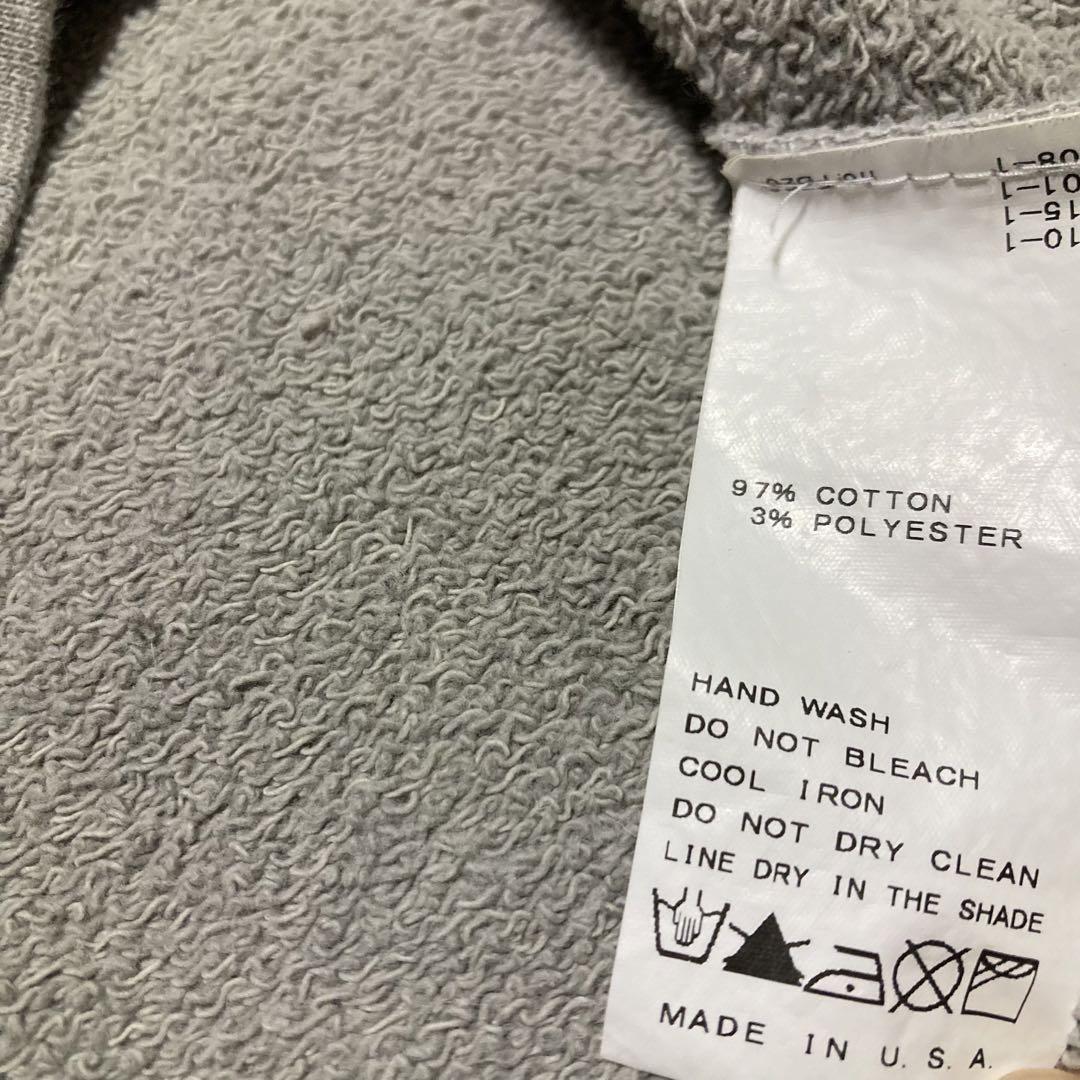 97% COTTON
3% POLYESTER
HAND WASH
DO NOT BLEACH
COOL IRON
DO NOT DRY CLEAN
LINE DRY IN THE SHADE
MADE IN U.S.A.